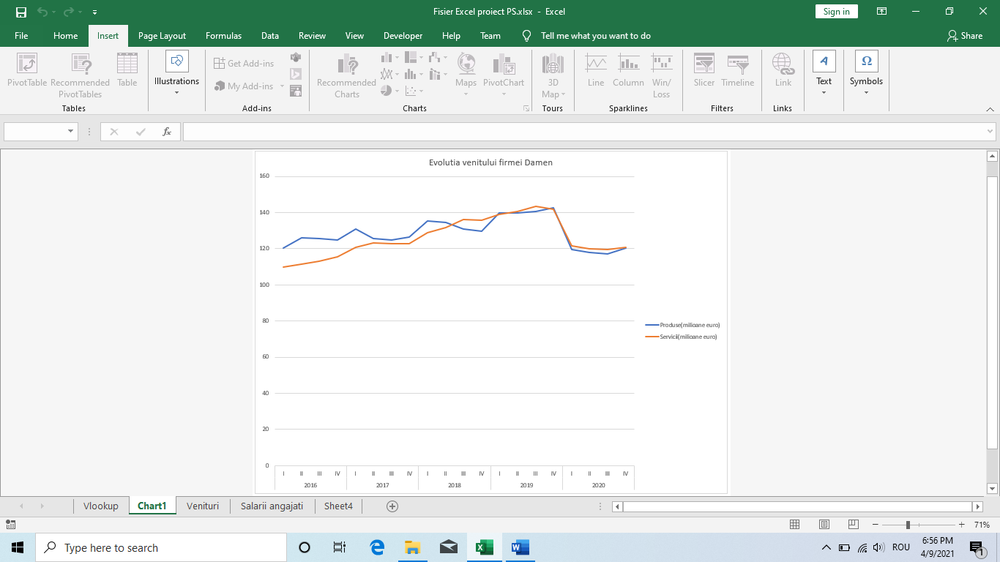 Fisier Excel proiect PS.xlsx - Excel
Sign in
File Home Insert Page Layout Formulas Data Review View Developer Help Team Tell me what you want to do Share
PivotTable
Recommended PivotTables
Table
Tables
Illustrations
Get Add-ins
My Add-ins
Add-ins
Recommended Charts
Maps
PivotChart
Charts
3D Map
Tours
Line
Column
Win/Loss
Sparklines
Slicer
Timeline
Filters
Link
Links
A
Text
Ω
Symbols
fx
Evolutia venitului firmei Damen
160
140
120
100
80
60
40
20
0
Produse(milioane euro)
Servicii(milioane euro)
I II III IV I II III IV I II III IV I II III IV I II III IV
2016 2017 2018 2019 2020
Vlookup Chart1 Venituri Salarii angajati Sheet4
71%
Type here to search
ROU
6:56 PM
4/9/2021
1